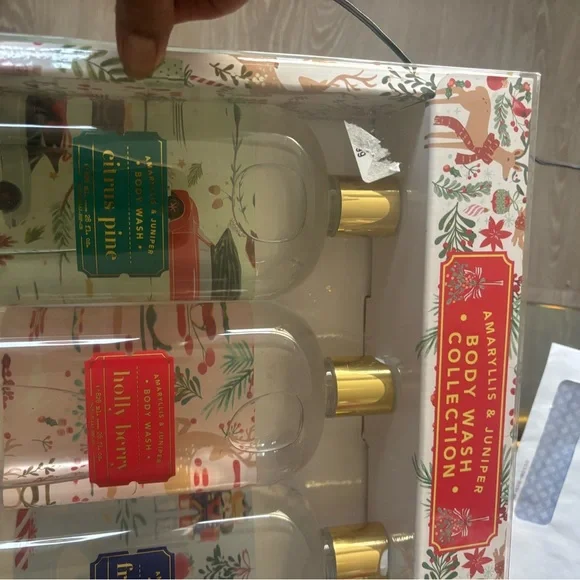 AMARYLLIS & JUNIPER
• BODY WASH •
COLLECTION
AMARYLLIS & JUNIPER
• BODY WASH •
citrus pine
AMARYLLIS & JUNIPER
• BODY WASH •
holly berry